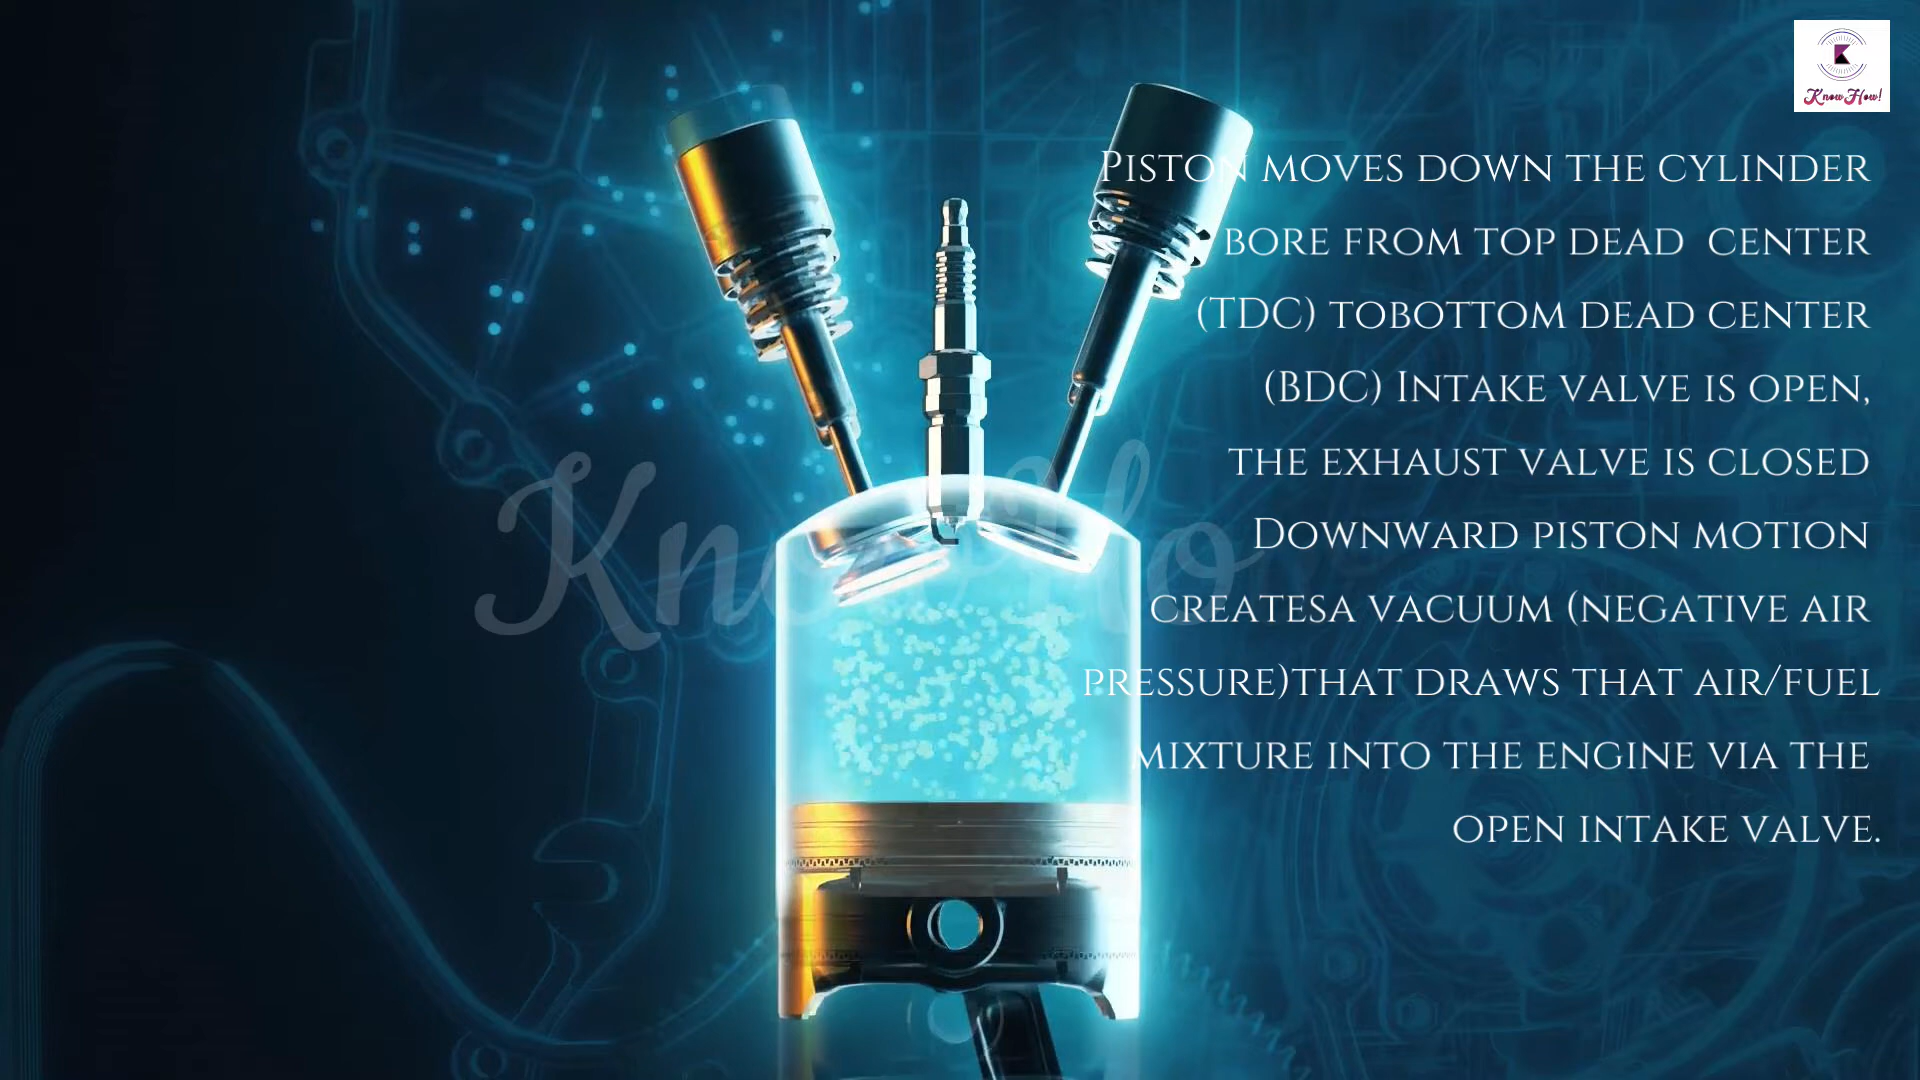 K
KnowHow!
Piston moves down the cylinder
bore from top dead center
(TDC) tobottom dead center
(BDC) Intake valve is open,
the exhaust valve is closed
Downward piston motion
createsa vacuum (negative air
pressure)that draws that air/fuel
mixture into the engine via the
open intake valve.
Know Ho